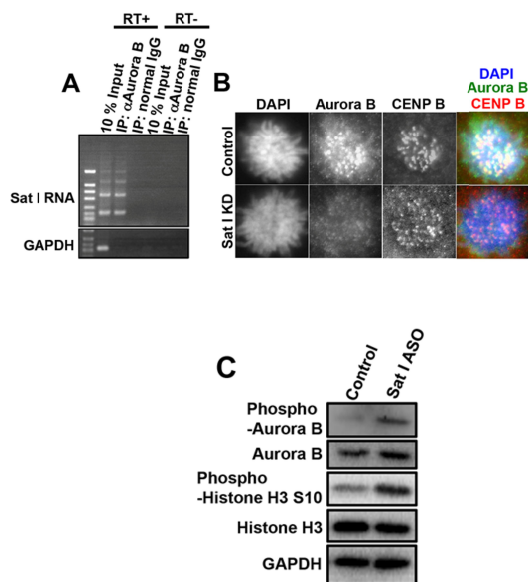 RT+ RT-
A
10 % Input
IP: αAurora B
IP: normal IgG
10 % Input
IP: αAurora B
IP: normal IgG
Sat I RNA
GAPDH
B
DAPI
Aurora B
CENP B
DAPI Aurora B CENP B
Control
Sat I KD
C
Control
Sat I ASO
Phospho
-Aurora B
Aurora B
Phospho
-Histone H3 S10
Histone H3
GAPDH